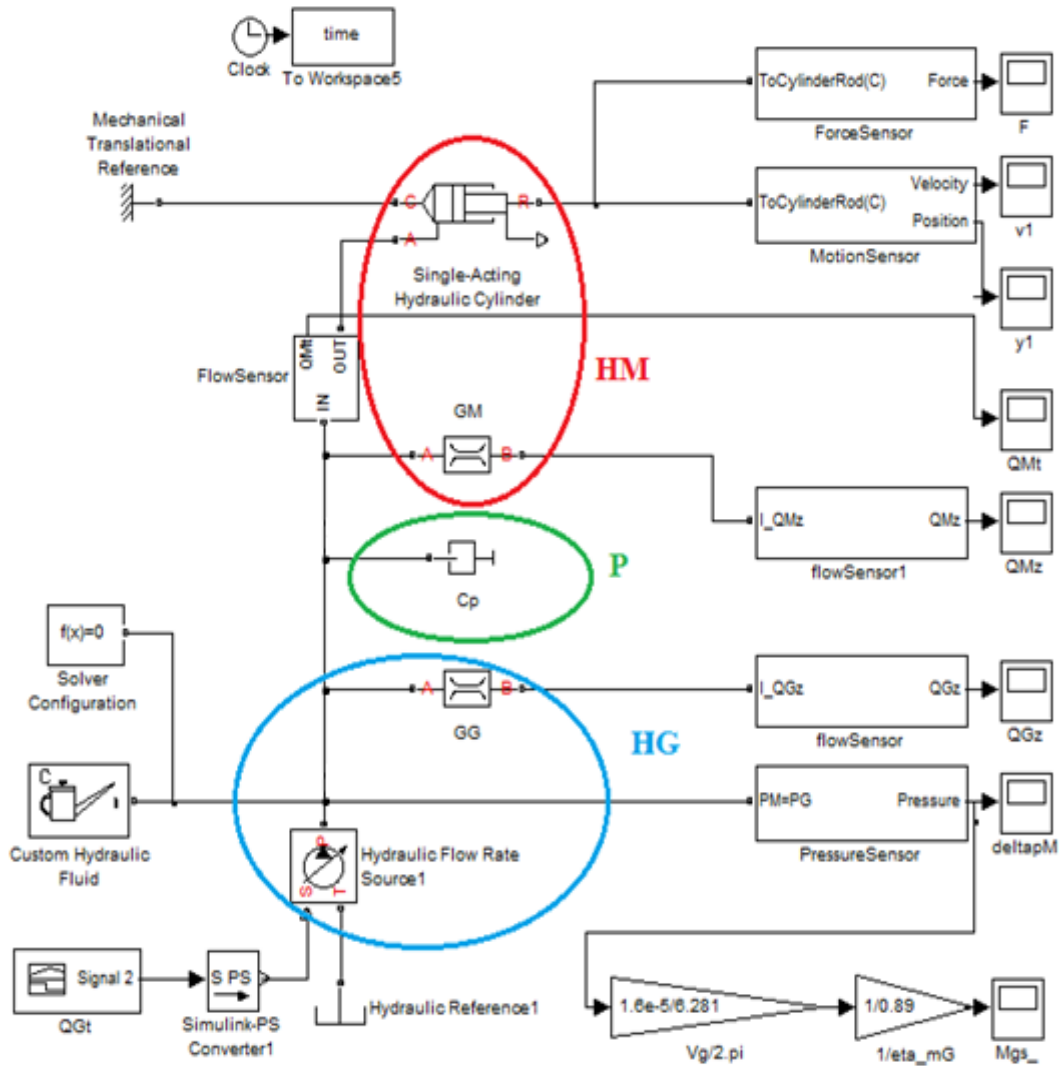 time
Clock
To Workspace5
Mechanical
Translational
Reference
ToCylinderRod(C)
Force
ForceSensor
F
C
R
A
ToCylinderRod(C)
Velocity
Position
MotionSensor
v1
Single-Acting
Hydraulic Cylinder
y1
QMt
OUT
IN
FlowSensor
HM
GM
A
B
QMt
I_QMz
QMz
flowSensor1
QMz
P
Cp
f(x)=0
Solver
Configuration
A
B
GG
HG
I_QGz
QGz
flowSensor
QGz
C
Custom Hydraulic
Fluid
PM=PG
Pressure
PressureSensor
deltapM
P
S
T
Hydraulic Flow Rate
Source1
Signal 2
QGt
S PS
Simulink-PS
Converter1
Hydraulic Reference1
1.6e-5/6.281
Vg/2.pi
1/0.89
1/eta_mG
Mgs_